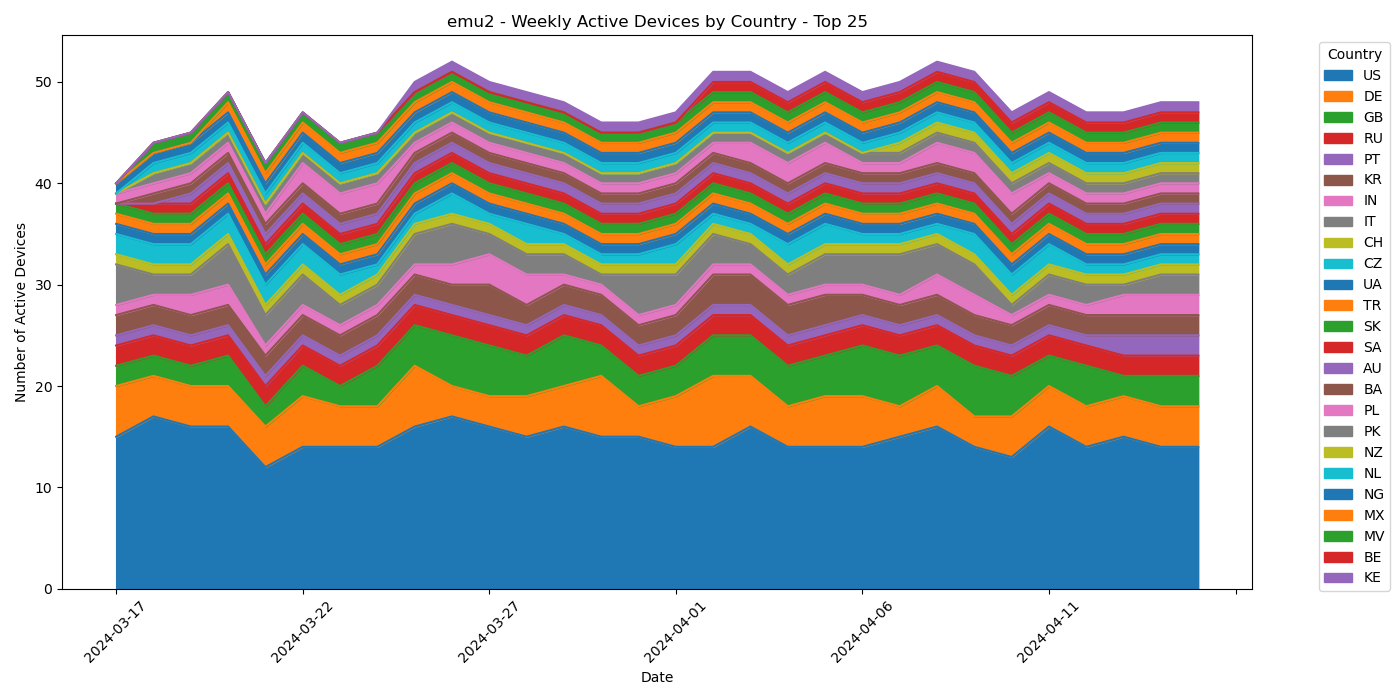 emu2 - Weekly Active Devices by Country - Top 25
Number of Active Devices
50
40
30
20
10
0
2024-03-17
2024-03-22
2024-03-27
2024-04-01
2024-04-06
2024-04-11
Date
Country
US
DE
GB
RU
PT
KR
IN
IT
CH
CZ
UA
TR
SK
SA
AU
BA
PL
PK
NZ
NL
NG
MX
MV
BE
KE